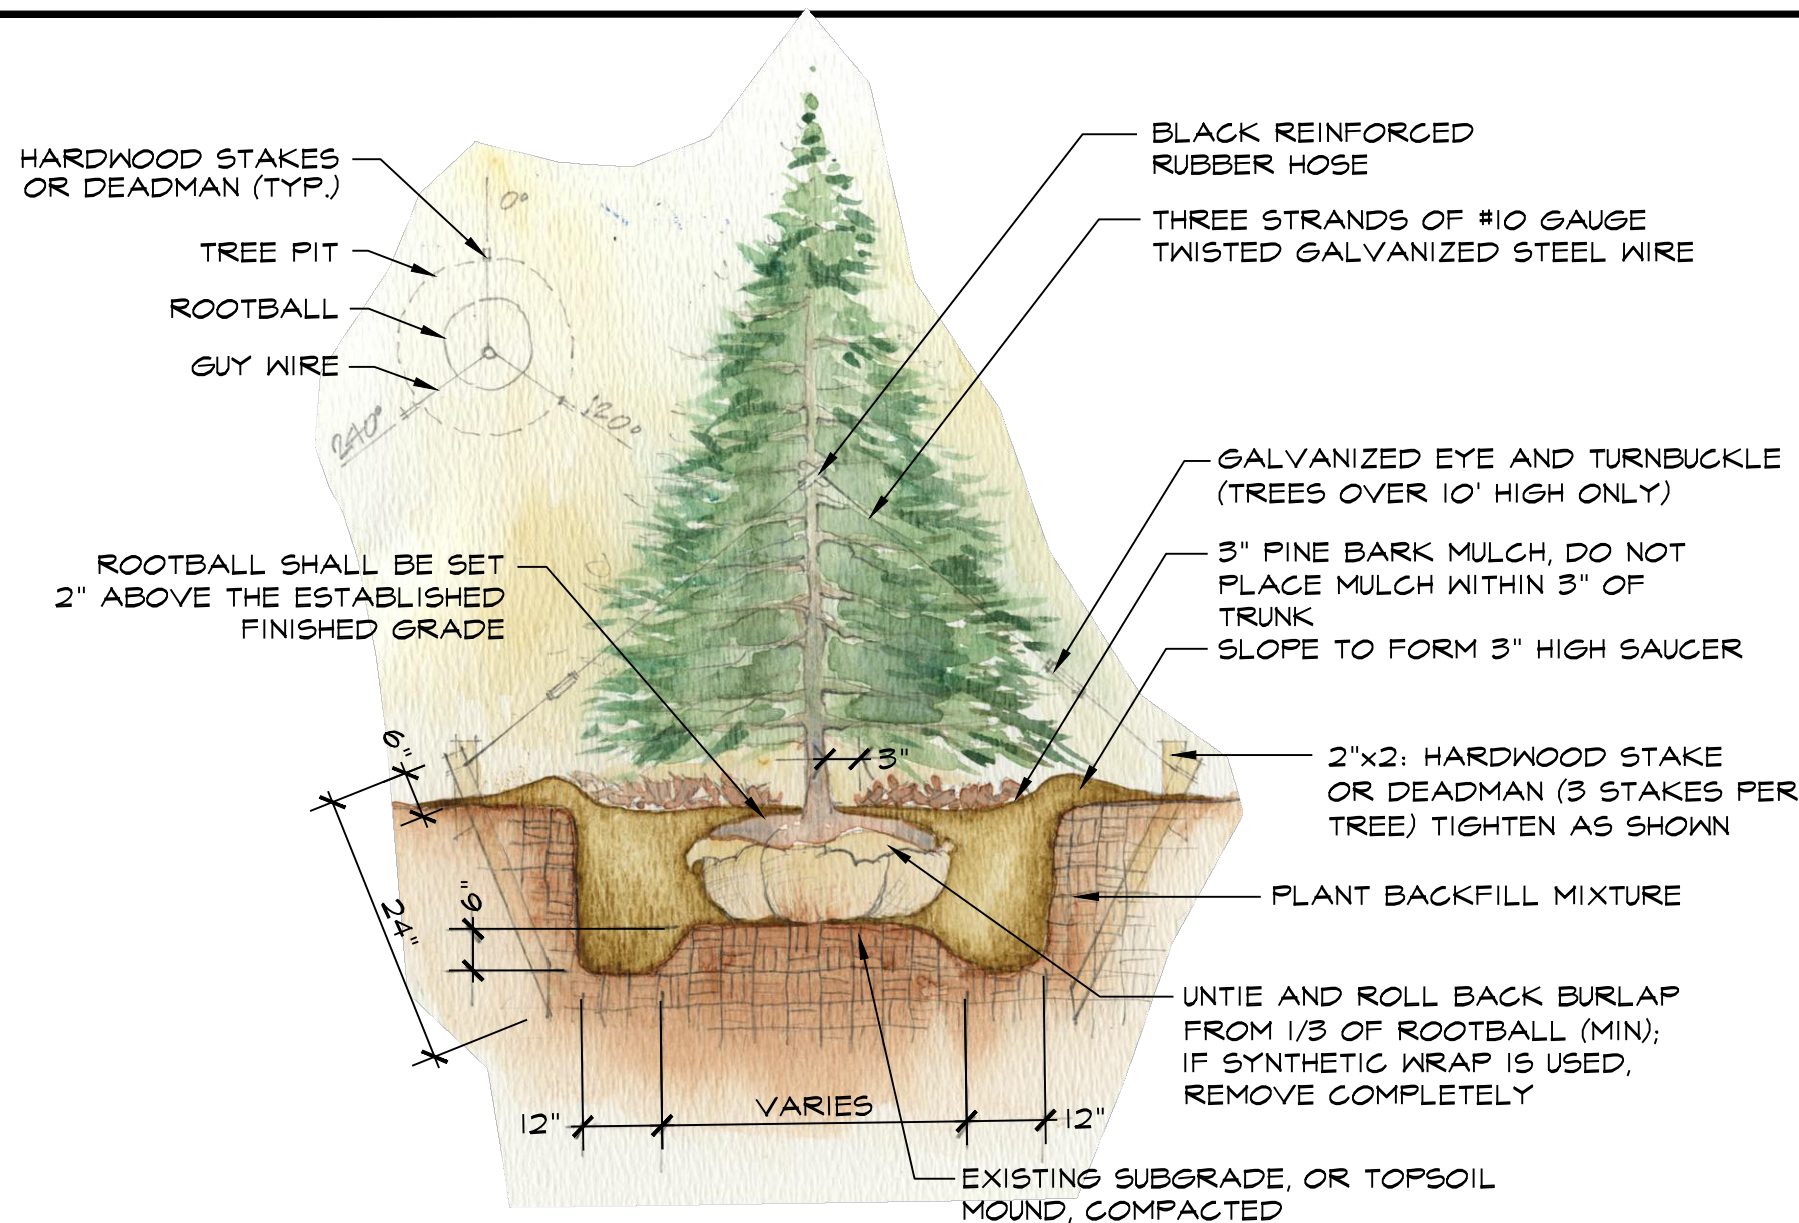 HARDWOOD STAKES
OR DEADMAN (TYP.)
TREE PIT
ROOTBALL
GUY WIRE
0°
240°
120°
BLACK REINFORCED
RUBBER HOSE
THREE STRANDS OF #10 GAUGE
TWISTED GALVANIZED STEEL WIRE
GALVANIZED EYE AND TURNBUCKLE
(TREES OVER 10' HIGH ONLY)
3" PINE BARK MULCH, DO NOT
PLACE MULCH WITHIN 3" OF
TRUNK
SLOPE TO FORM 3" HIGH SAUCER
ROOTBALL SHALL BE SET
2" ABOVE THE ESTABLISHED
FINISHED GRADE
6"
3"
2"x2: HARDWOOD STAKE
OR DEADMAN (3 STAKES PER
TREE) TIGHTEN AS SHOWN
24"
6"
PLANT BACKFILL MIXTURE
UNTIE AND ROLL BACK BURLAP
FROM 1/3 OF ROOTBALL (MIN);
IF SYNTHETIC WRAP IS USED,
REMOVE COMPLETELY
12"
VARIES
12"
EXISTING SUBGRADE, OR TOPSOIL
MOUND, COMPACTED